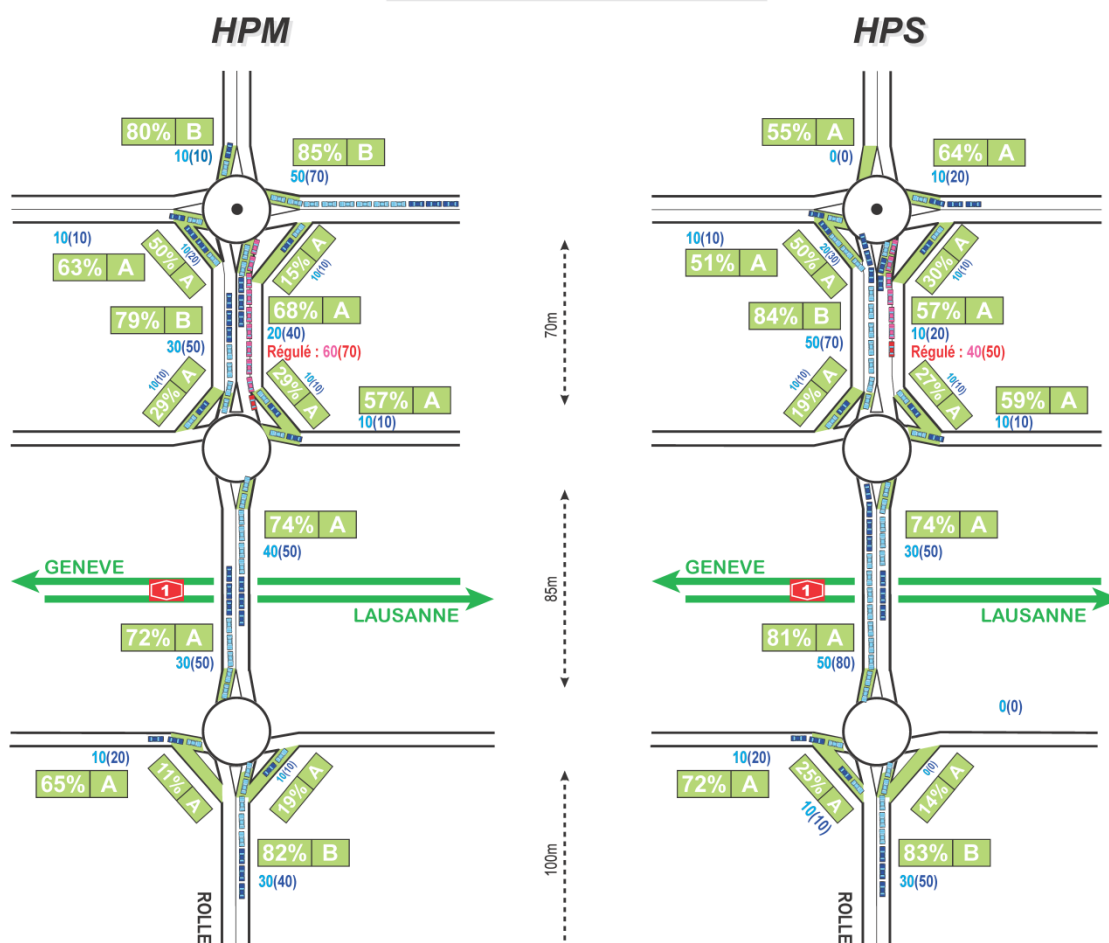 HPM
80% B
10(10)
85% B
50(70)
10(10)
63% A
50% A
10(20)
15% A
10(10)
79% B
30(50)
68% A
20(40)
Régulé : 60(70)
10(10)
29% A
29% A
10(10)
57% A
10(10)
74% A
40(50)
GENEVE
1
LAUSANNE
72% A
30(50)
10(20)
65% A
11% A
10(10)
19% A
82% B
30(40)
ROLLE
70m
85m
100m
HPS
55% A
0(0)
64% A
10(20)
10(10)
51% A
50% A
20(30)
30% A
10(10)
84% B
50(70)
57% A
10(20)
Régulé : 40(50)
10(10)
19% A
27% A
10(10)
59% A
10(10)
74% A
30(50)
GENEVE
1
LAUSANNE
81% A
50(80)
0(0)
10(20)
72% A
25% A
10(10)
0(0)
14% A
83% B
30(50)
ROLLE